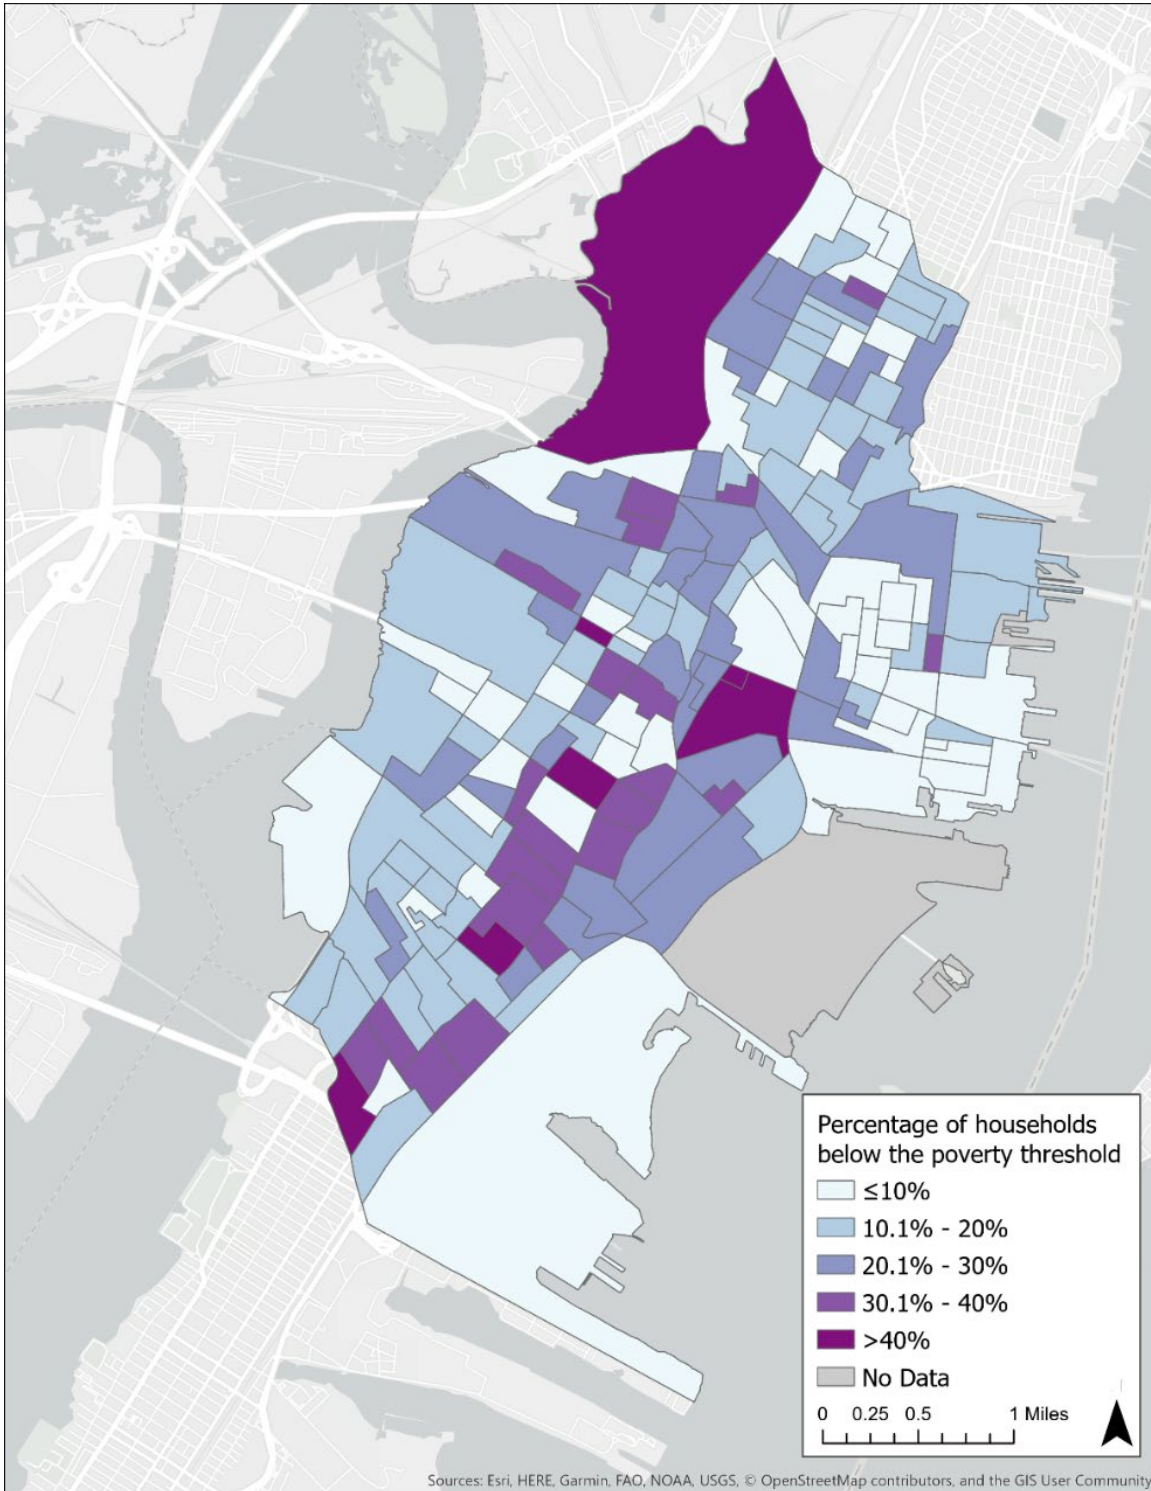 Percentage of households
below the poverty threshold
≤10%
10.1% - 20%
20.1% - 30%
30.1% - 40%
>40%
No Data
0 0.25 0.5 1 Miles
Sources: Esri, HERE, Garmin, FAO, NOAA, USGS, © OpenStreetMap contributors, and the GIS User Community